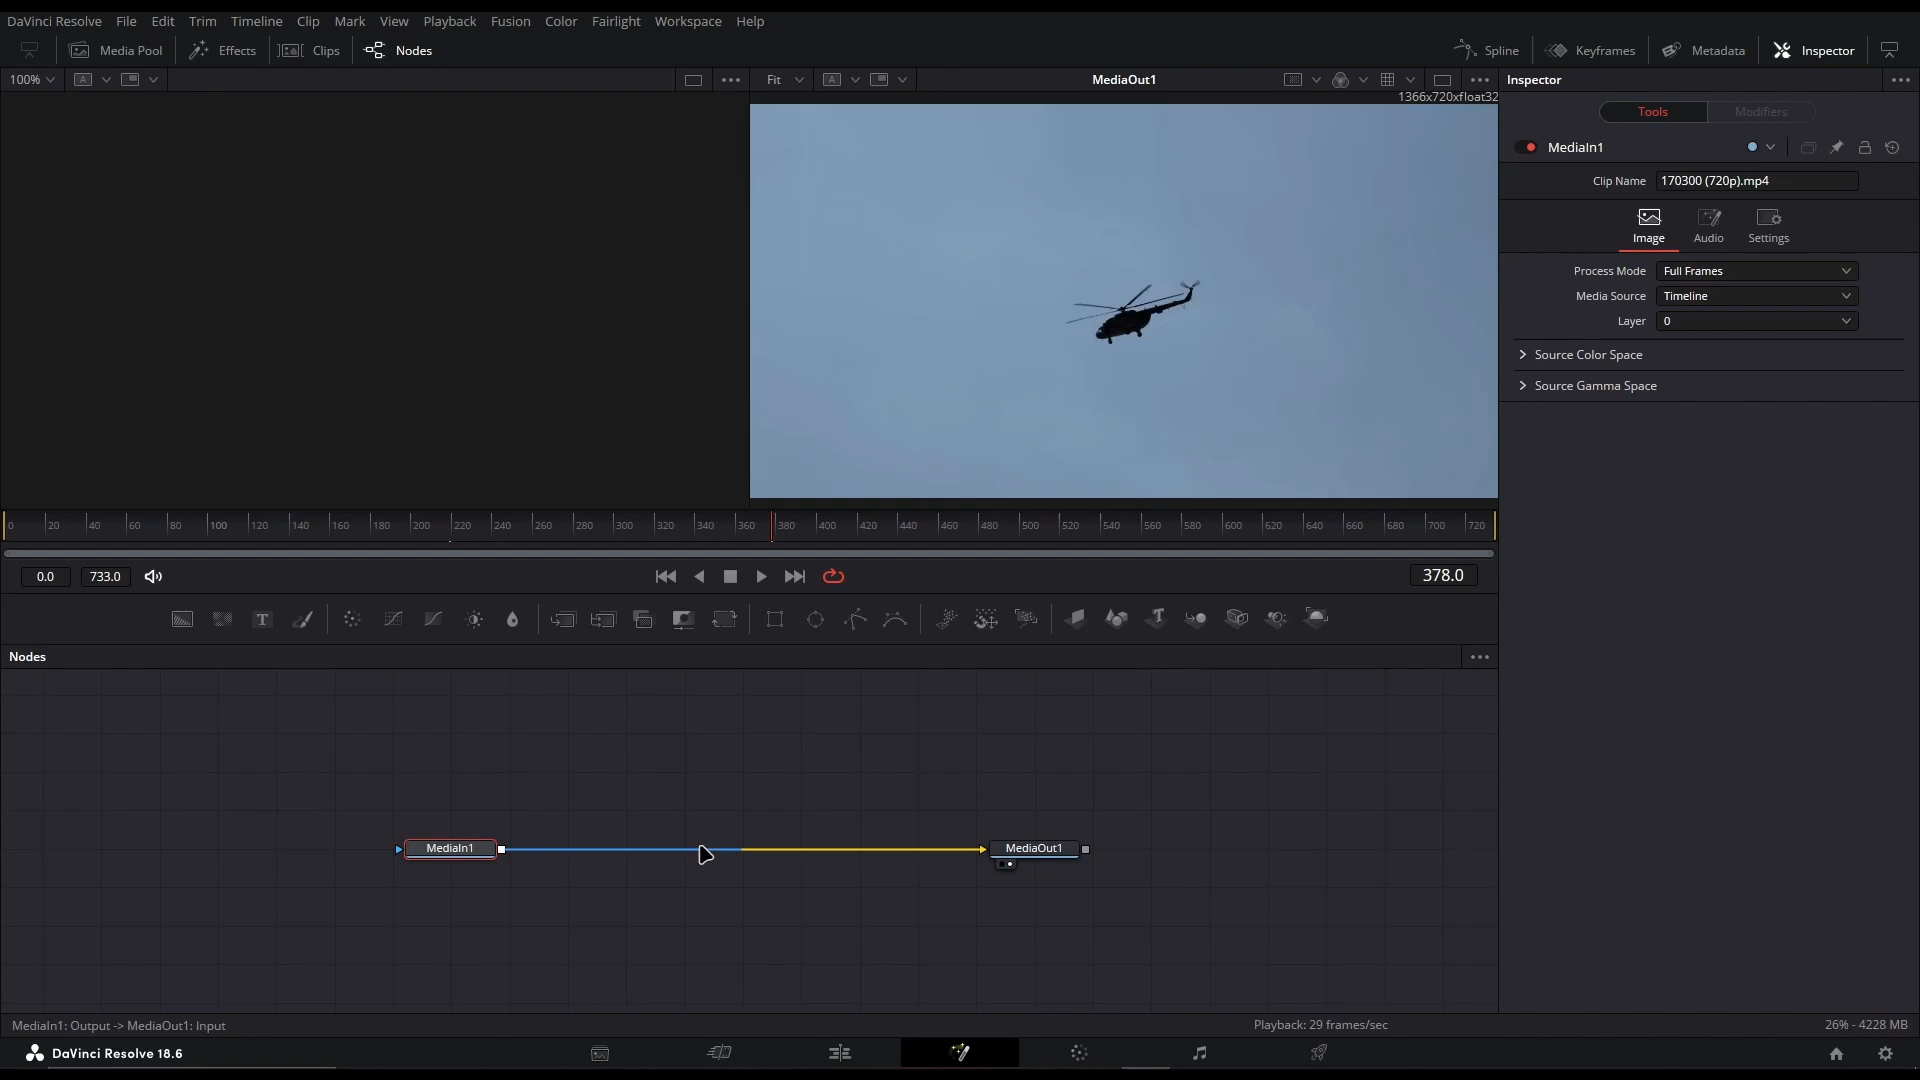 DaVinci Resolve File Edit Trim Timeline Clip Mark View Playback Fusion Color Fairlight Workspace Help
Media Pool Effects Clips Nodes Spline Keyframes Metadata Inspector
100% A Fit A MediaOut1 Inspector
1366x720xfloat32
Tools Modifiers
MediaIn1
Clip Name 170300 (720p).mp4
Image Audio Settings
Process Mode Full Frames
Media Source Timeline
Layer 0
Source Color Space
Source Gamma Space
0 20 40 60 80 100 120 140 160 180 200 220 240 260 280 300 320 340 360 380 400 420 440 460 480 500 520 540 560 580 600 620 640 660 680 700 720
0.0 733.0 378.0
T T
Nodes
MediaIn1 MediaOut1
MediaIn1: Output -> MediaOut1: Input Playback: 29 frames/sec 26% - 4228 MB
DaVinci Resolve 18.6